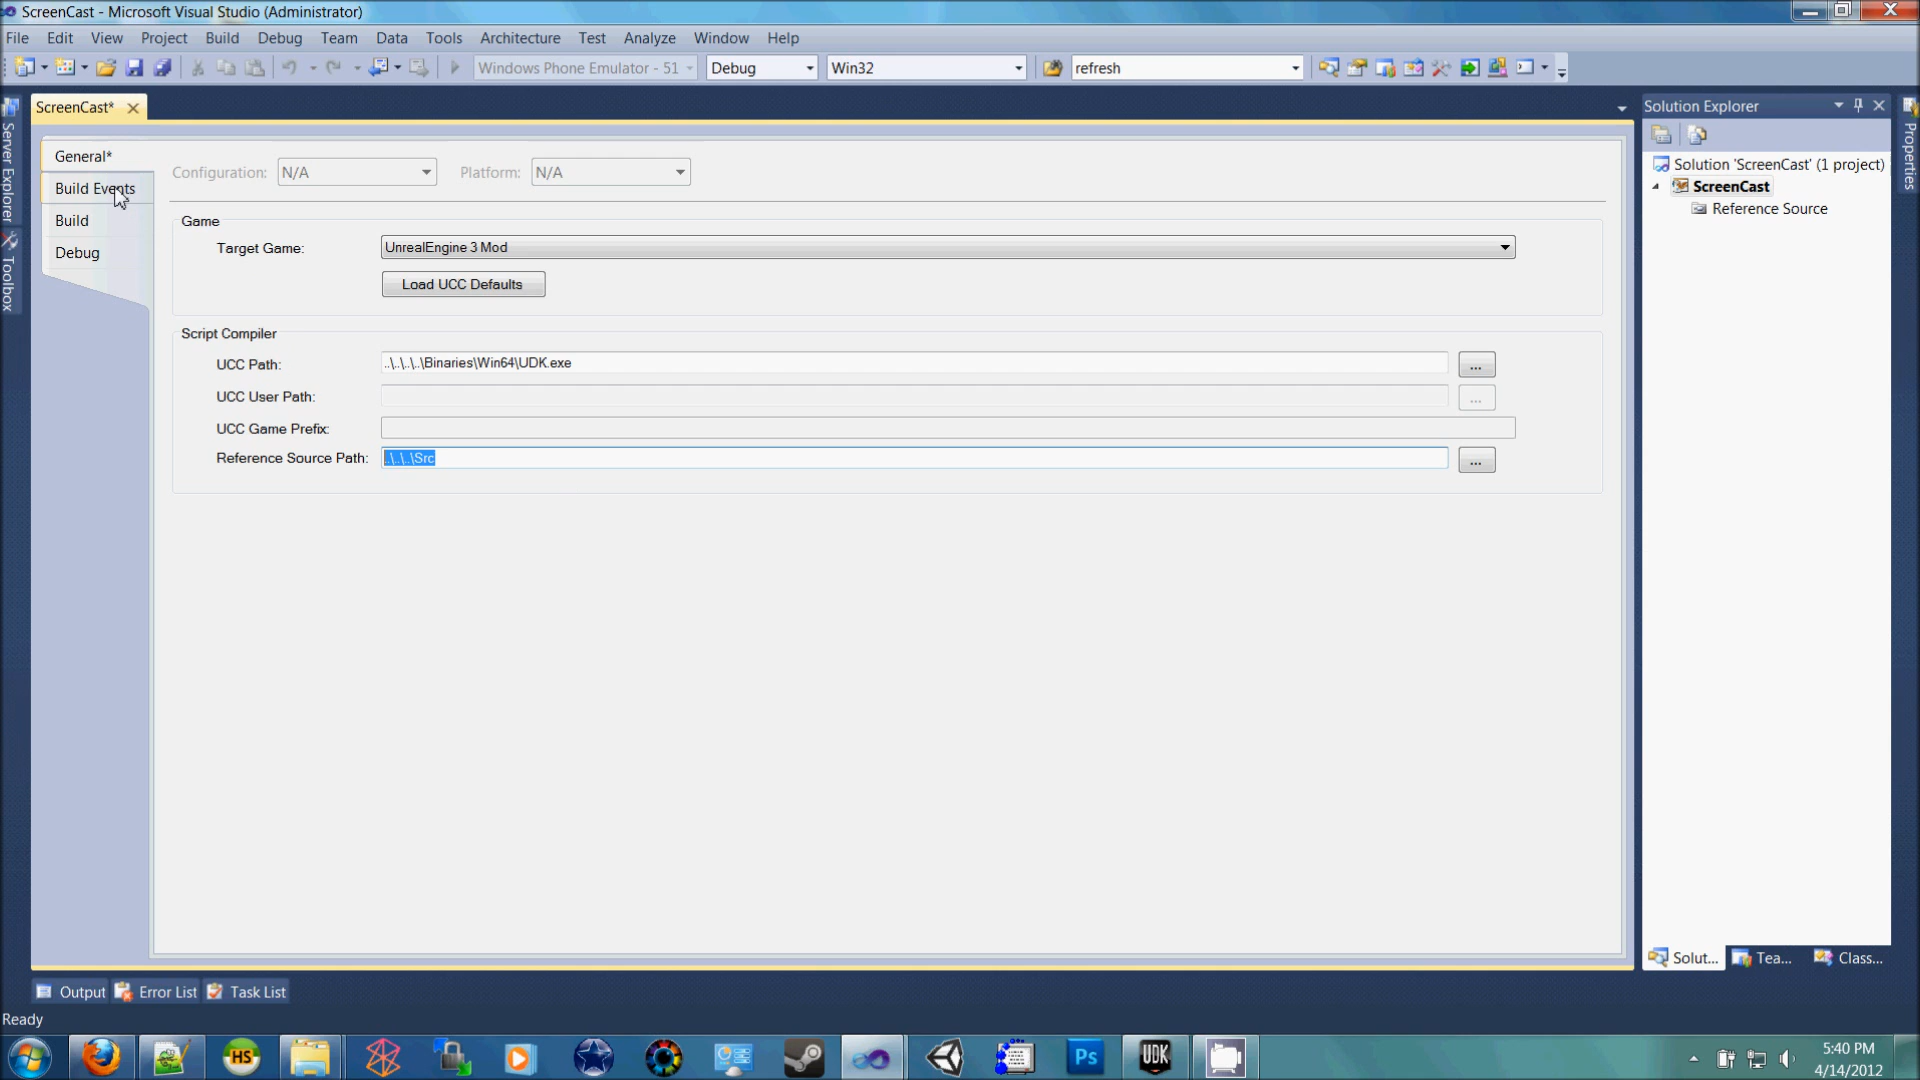 ScreenCast - Microsoft Visual Studio (Administrator)
File Edit View Project Build Debug Team Data Tools Architecture Test Analyze Window Help
Windows Phone Emulator - 51 Debug Win32 refresh
Server Explorer
Toolbox
ScreenCast*
General*
Build Events
Build
Debug
Configuration: N/A Platform: N/A
Game
Target Game: UnrealEngine 3 Mod
Load UCC Defaults
Script Compiler
UCC Path: ..\..\..\..\Binaries\Win64\UDK.exe ...
UCC User Path: ...
UCC Game Prefix:
Reference Source Path: ..\..\..\Src ...
Solution Explorer
Solution 'ScreenCast' (1 project)
ScreenCast
Reference Source
Properties
Solut... Tea... Class...
Output Error List Task List
Ready
HS
Ps
UDK
5:40 PM
4/14/2012